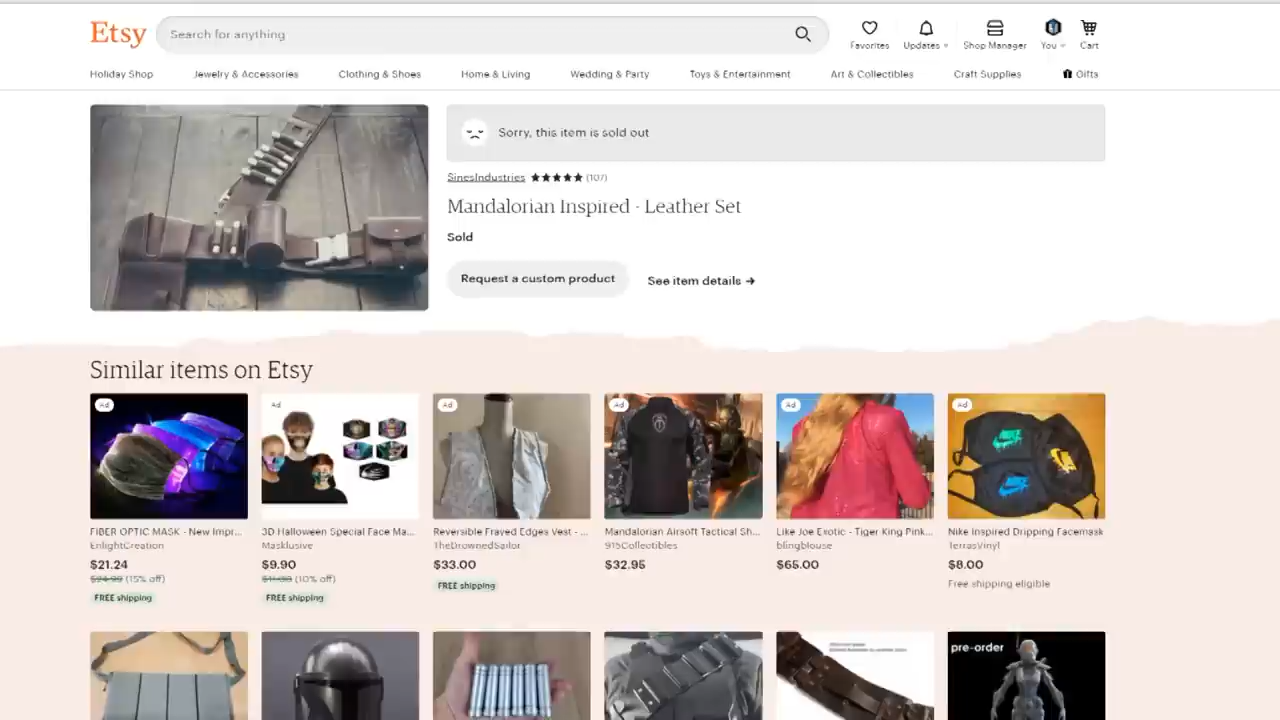 Etsy
Search for anything
Favorites
Updates
Shop Manager
You
Cart
Holiday Shop
Jewelry & Accessories
Clothing & Shoes
Home & Living
Wedding & Party
Toys & Entertainment
Art & Collectibles
Craft Supplies
Gifts
Sorry, this item is sold out
SinesIndustries ★★★★★ (107)
Mandalorian Inspired - Leather Set
Sold
Request a custom product
See item details →
Similar items on Etsy
Ad
Ad
Ad
Ad
Ad
Ad
FIBER OPTIC MASK - New Impr...
EnlightCreation
$21.24
$24.99 (15% off)
FREE shipping
3D Halloween Special Face Ma...
Masklusive
$9.90
(10% off)
FREE shipping
Reversible Frayed Edges Vest - ...
TheDrownedSailor
$33.00
FREE shipping
Mandalorian Airsoft Tactical Sh...
915Collectibles
$32.95
Like Joe Exotic - Tiger King Pink...
blingblouse
$65.00
Nike Inspired Dripping Facemask
TerrasVinyl
$8.00
Free shipping eligible
pre-order